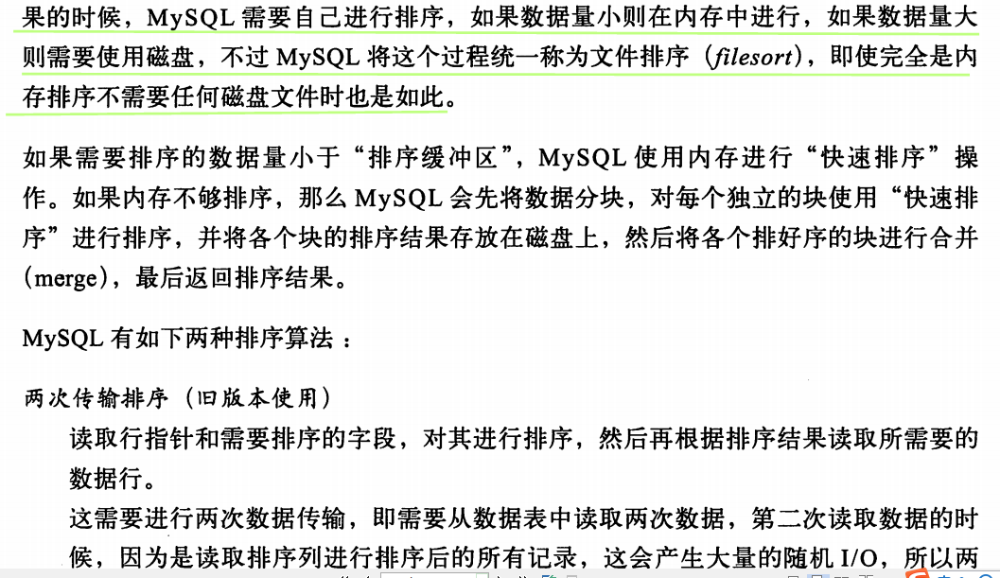 果的时候，MySQL 需要自己进行排序，如果数据量小则在内存中进行，如果数据量大
则需要使用磁盘，不过 MySQL 将这个过程统一称为文件排序（filesort），即使完全是内
存排序不需要任何磁盘文件时也是如此。
如果需要排序的数据量小于“排序缓冲区”，MySQL 使用内存进行“快速排序”操
作。如果内存不够排序，那么 MySQL 会先将数据分块，对每个独立的块使用“快速排
序”进行排序，并将各个块的排序结果存放在磁盘上，然后将各个排好序的块进行合并
（merge），最后返回排序结果。
MySQL 有如下两种排序算法：
两次传输排序（旧版本使用）
读取行指针和需要排序的字段，对其进行排序，然后再根据排序结果读取所需要的
数据行。
这需要进行两次数据传输，即需要从数据表中读取两次数据，第二次读取数据的时
候，因为是读取排序列进行排序后的所有记录，这会产生大量的随机 I/O，所以两